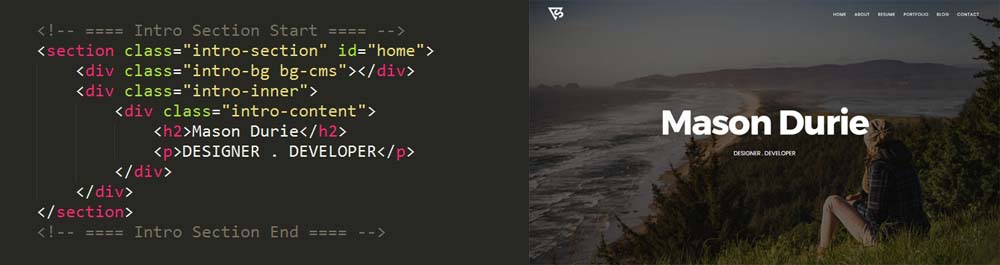 <!-- ==== Intro Section Start ==== -->
<section class="intro-section" id="home">
<div class="intro-bg bg-cms"></div>
<div class="intro-inner">
<div class="intro-content">
<h2>Mason Durie</h2>
<p>DESIGNER . DEVELOPER</p>
</div>
</div>
</section>
<!-- ==== Intro Section End ==== -->
HOME ABOUT RESUME PORTFOLIO BLOG CONTACT
Mason Durie
DESIGNER . DEVELOPER